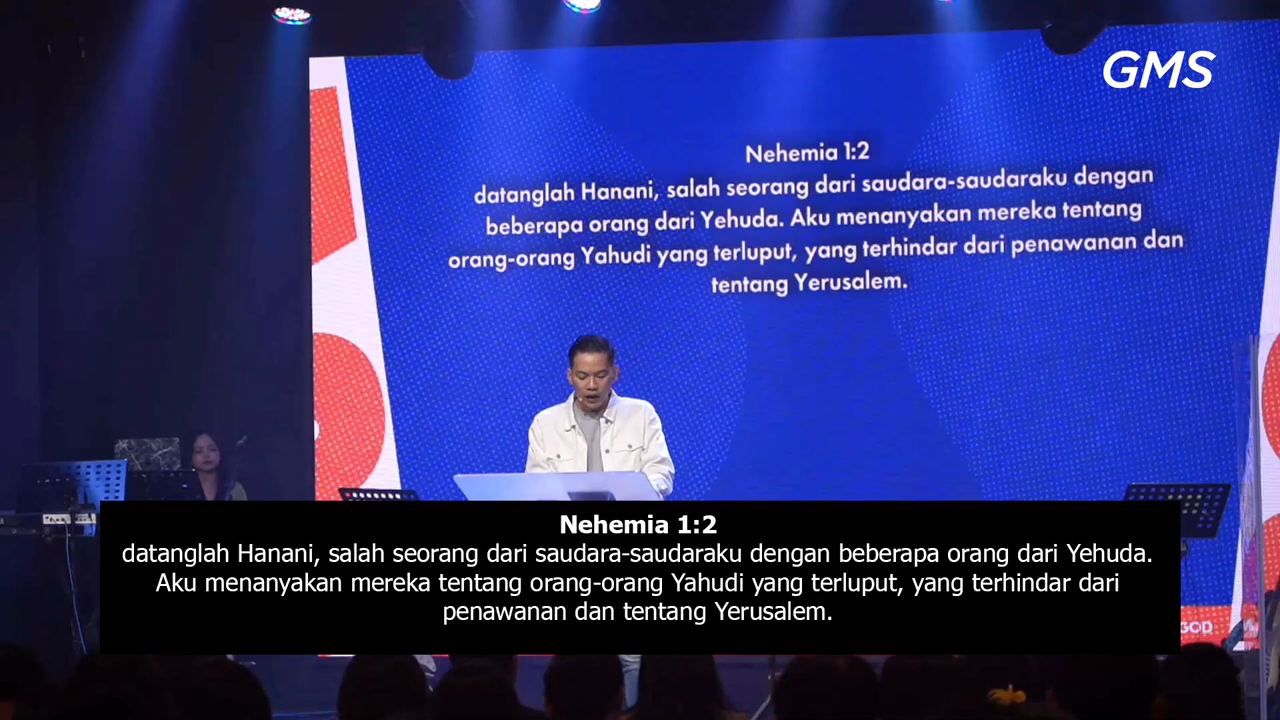 GMS
Nehemia 1:2
datanglah Hanani, salah seorang dari saudara-saudaraku dengan
beberapa orang dari Yehuda. Aku menanyakan mereka tentang
orang-orang Yahudi yang terluput, yang terhindar dari penawanan dan
tentang Yerusalem.
Nehemia 1:2
datanglah Hanani, salah seorang dari saudara-saudaraku dengan beberapa orang dari Yehuda.
Aku menanyakan mereka tentang orang-orang Yahudi yang terluput, yang terhindar dari
penawanan dan tentang Yerusalem.
GOD